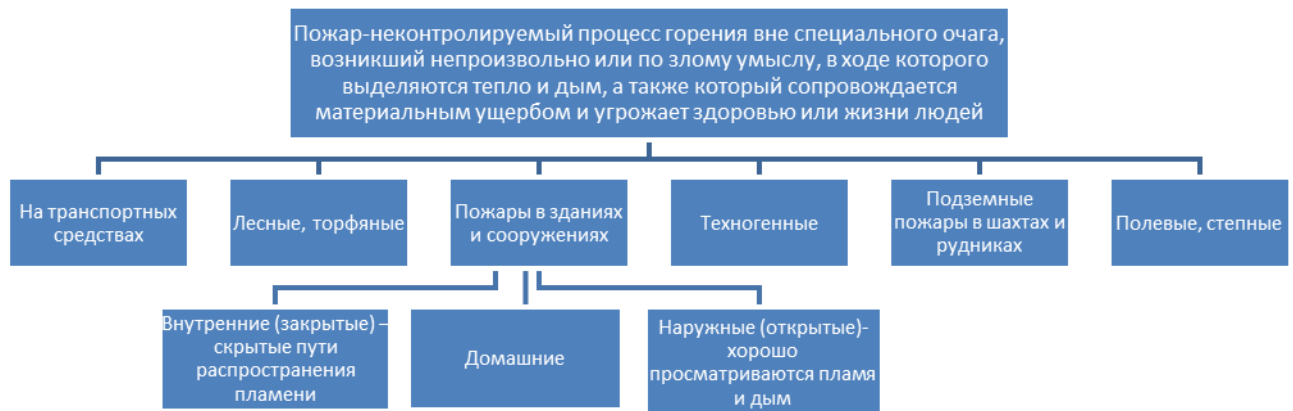 Пожар-неконтролируемый процесс горения вне специального очага,
возникший непроизвольно или по злому умыслу, в ходе которого
выделяются тепло и дым, а также который сопровождается
материальным ущербом и угрожает здоровью или жизни людей
На транспортных
средствах
Лесные, торфяные
Пожары в зданиях
и сооружениях
Техногенные
Подземные
пожары в шахтах и
рудниках
Полевые, степные
Внутренние (закрытые) –
скрытые пути
распространения
пламени
Домашние
Наружные (открытые)-
хорошо
просматриваются пламя
и дым